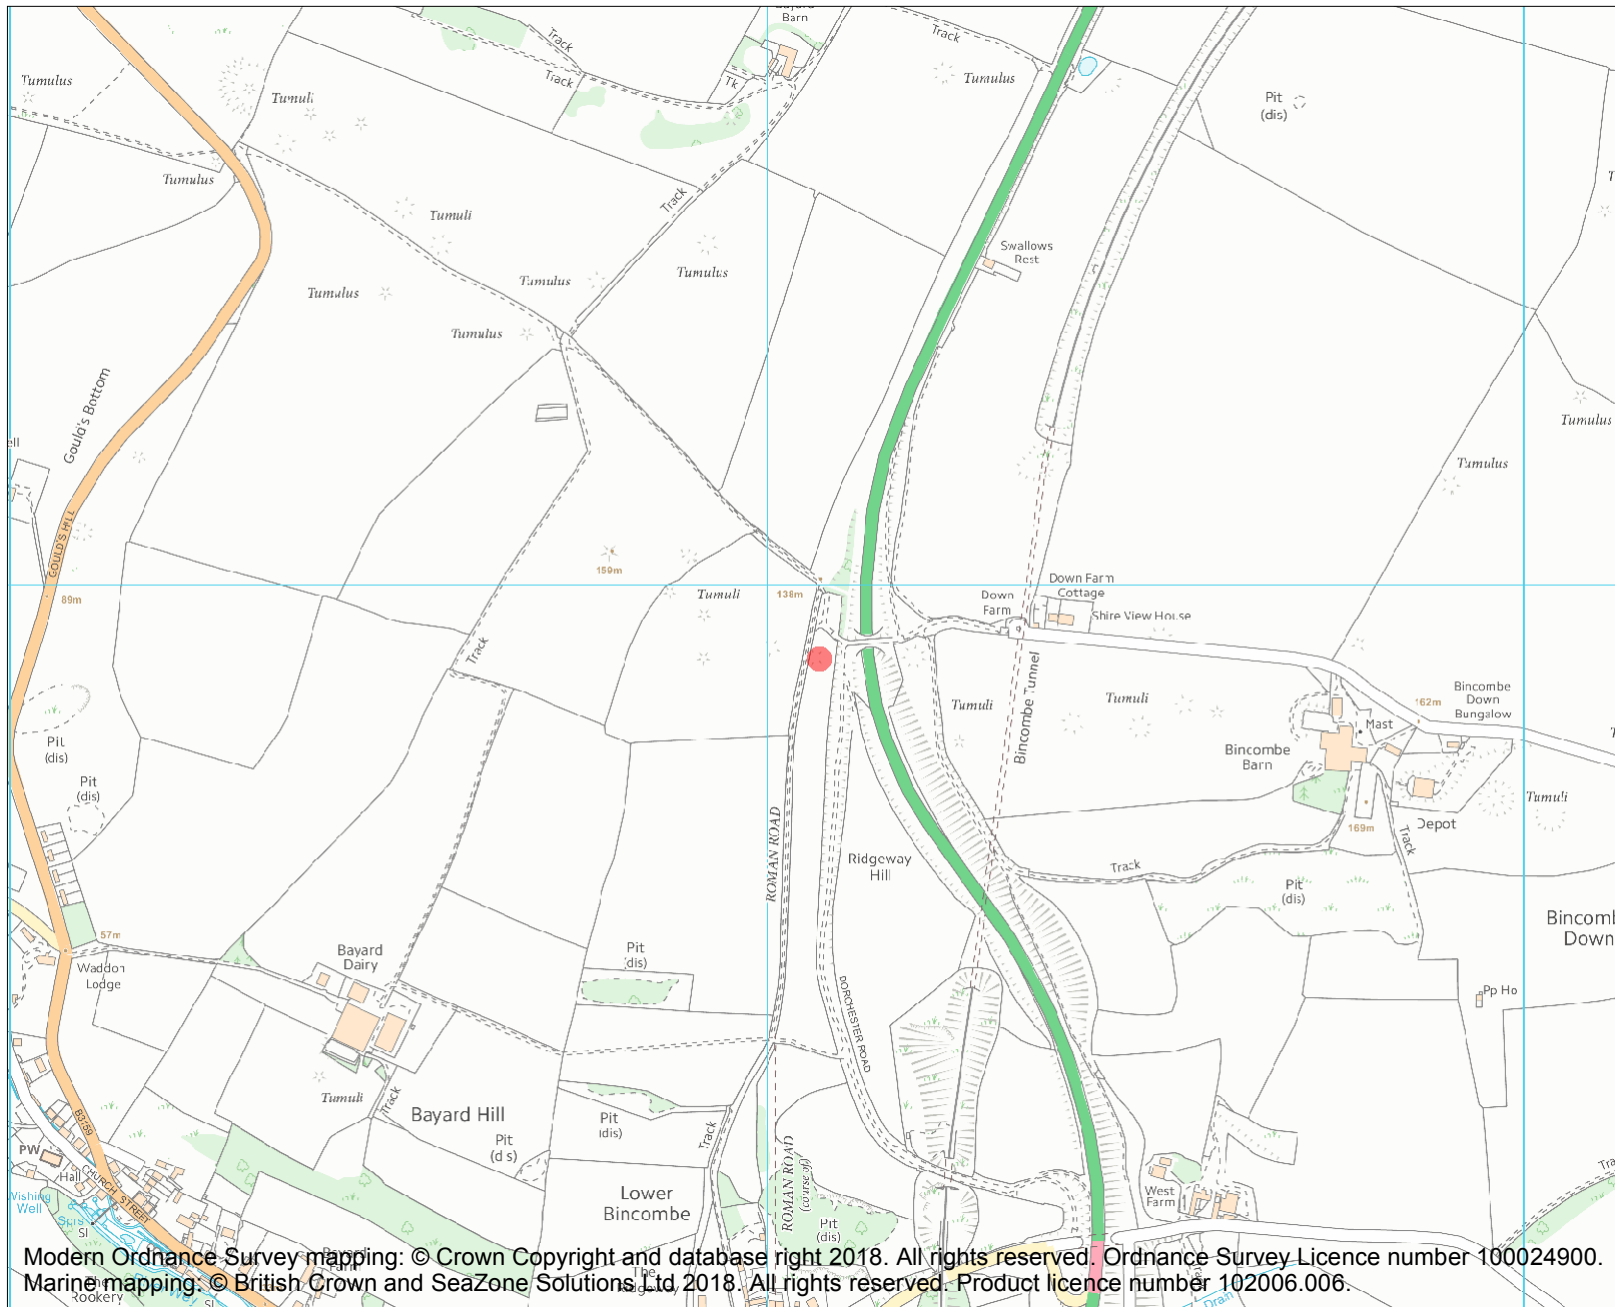 Barn
Track
Track
Tumulus
Tumuli
Track
Tk
Tumulus
Pit
(dis)
Tumulus
Tumuli
Track
Swallows
Rest
Tumulus
Tumulus
Tumulus
Tumulus
Gould's Bottom
Tumulus
Tumulus
GOULD'S HILL
159m
89m
Tumuli
138m
Down
Farm
Down Farm
Cottage
Shire View House
Track
Tumuli
Bincombe Tunnel
Tumuli
162m
Bincombe
Down
Bungalow
Mast
Bincombe
Barn
Pit
(dis)
Pit
(dis)
Tumuli
Depot
169m
Track
ROMAN ROAD
Ridgeway
Hill
Track
Pit
(dis)
Down
57m
Waddon
Lodge
Bayard
Dairy
Pit
(dis)
DORCHESTER ROAD
Pp Ho
Tumuli
Track
Bayard Hill
Pit
(dis)
Pit
(dis)
Track
ROMAN ROAD
(course of)
B3159
PW
Hall
CHURCH STREET
Wishing
Well
Lower
Bincombe
Pit
(dis)
West
Farm
Drain
Rookery
Modern Ordnance Survey mapping: © Crown Copyright and database right 2018. All rights reserved. Ordnance Survey Licence number 100024900.
Marine mapping: © British Crown and SeaZone Solutions Ltd 2018. All rights reserved. Product licence number 102006.006.